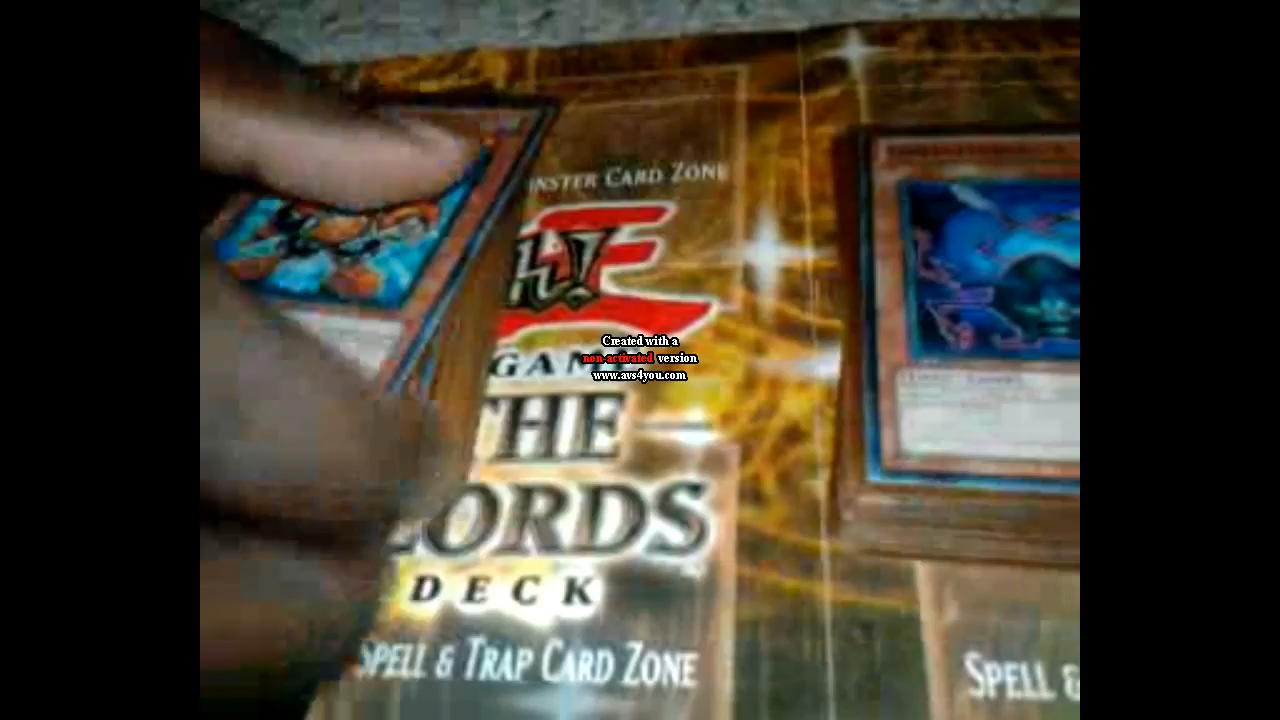 NSTER CARD ZONE
h!
GAME
Created with a
non-activated version
www.avs4you.com
THE
LORDS
DECK
SPELL & TRAP CARD ZONE
SPELL &